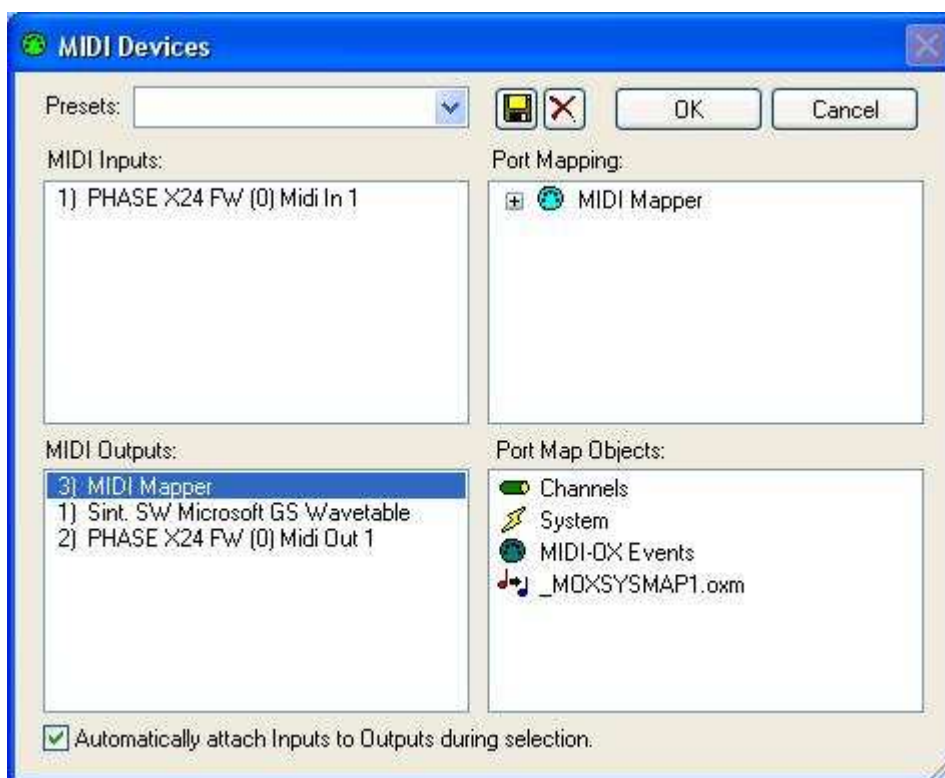 MIDI Devices
Presets:
OK
Cancel
MIDI Inputs:
1) PHASE X24 FW (0) Midi In 1
Port Mapping:
MIDI Mapper
MIDI Outputs:
3) MIDI Mapper
1) Sint. SW Microsoft GS Wavetable
2) PHASE X24 FW (0) Midi Out 1
Port Map Objects:
Channels
System
MIDI-OX Events
_MOXSYSMAP1.oxm
Automatically attach Inputs to Outputs during selection.